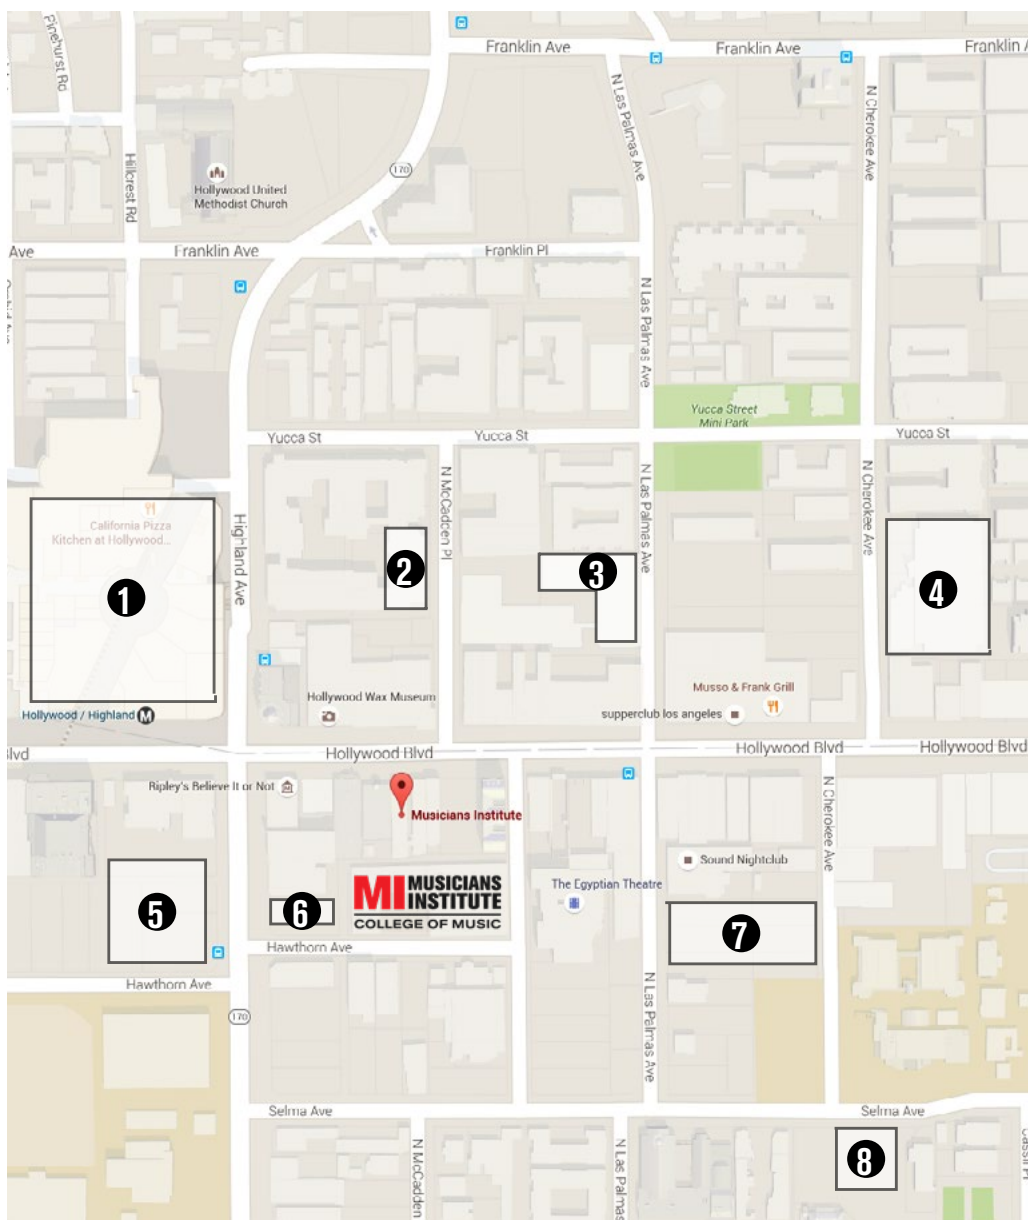 Pinehurst Rd
Franklin Ave
Franklin Ave
Franklin
N Las Palmas Ave
N Cherokee Ave
Hillcrest Rd
170
Hollywood United
Methodist Church
Ave
Franklin Ave
Franklin Pl
Orchid Ave
N Las Palmas Ave
Yucca Street
Mini Park
Yucca St
Yucca St
Yucca St
N McCadden Pl
N Las Palmas Ave
N Cherokee Ave
California Pizza
Kitchen at Hollywood...
Highland Ave
1
2
3
4
Hollywood Wax Museum
Musso & Frank Grill
supperclub los angeles
Hollywood / Highland M
Blvd
Hollywood Blvd
Hollywood Blvd
Hollywood Blvd
Ripley's Believe It or Not
Musicians Institute
N Cherokee Ave
Sound Nightclub
MI MUSICIANS
INSTITUTE
COLLEGE OF MUSIC
The Egyptian Theatre
5
6
7
Hawthorn Ave
Hawthorn Ave
N Las Palmas Ave
170
Selma Ave
Selma Ave
N McCadden
N Las Palmas
8